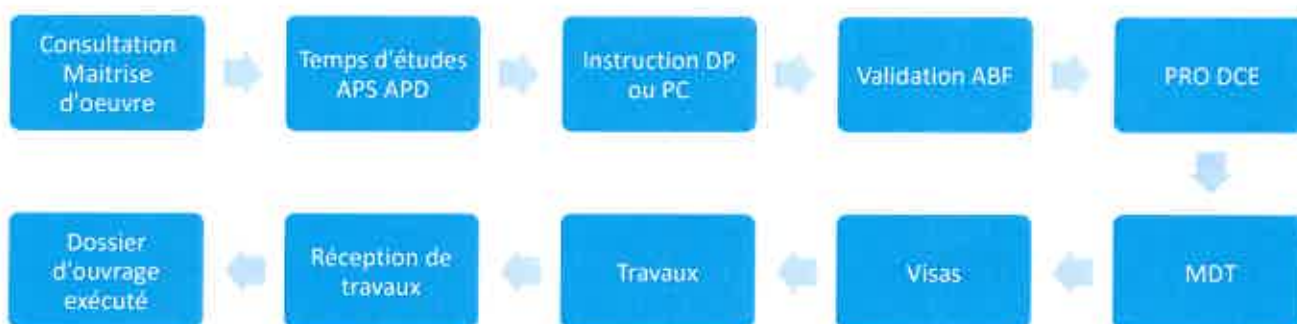 Consultation
Maitrise
d'oeuvre
Temps d'études
APS APD
Instruction DP
ou PC
Validation ABF
PRO DCE
MDT
Visas
Travaux
Réception de
travaux
Dossier
d'ouvrage
exécuté